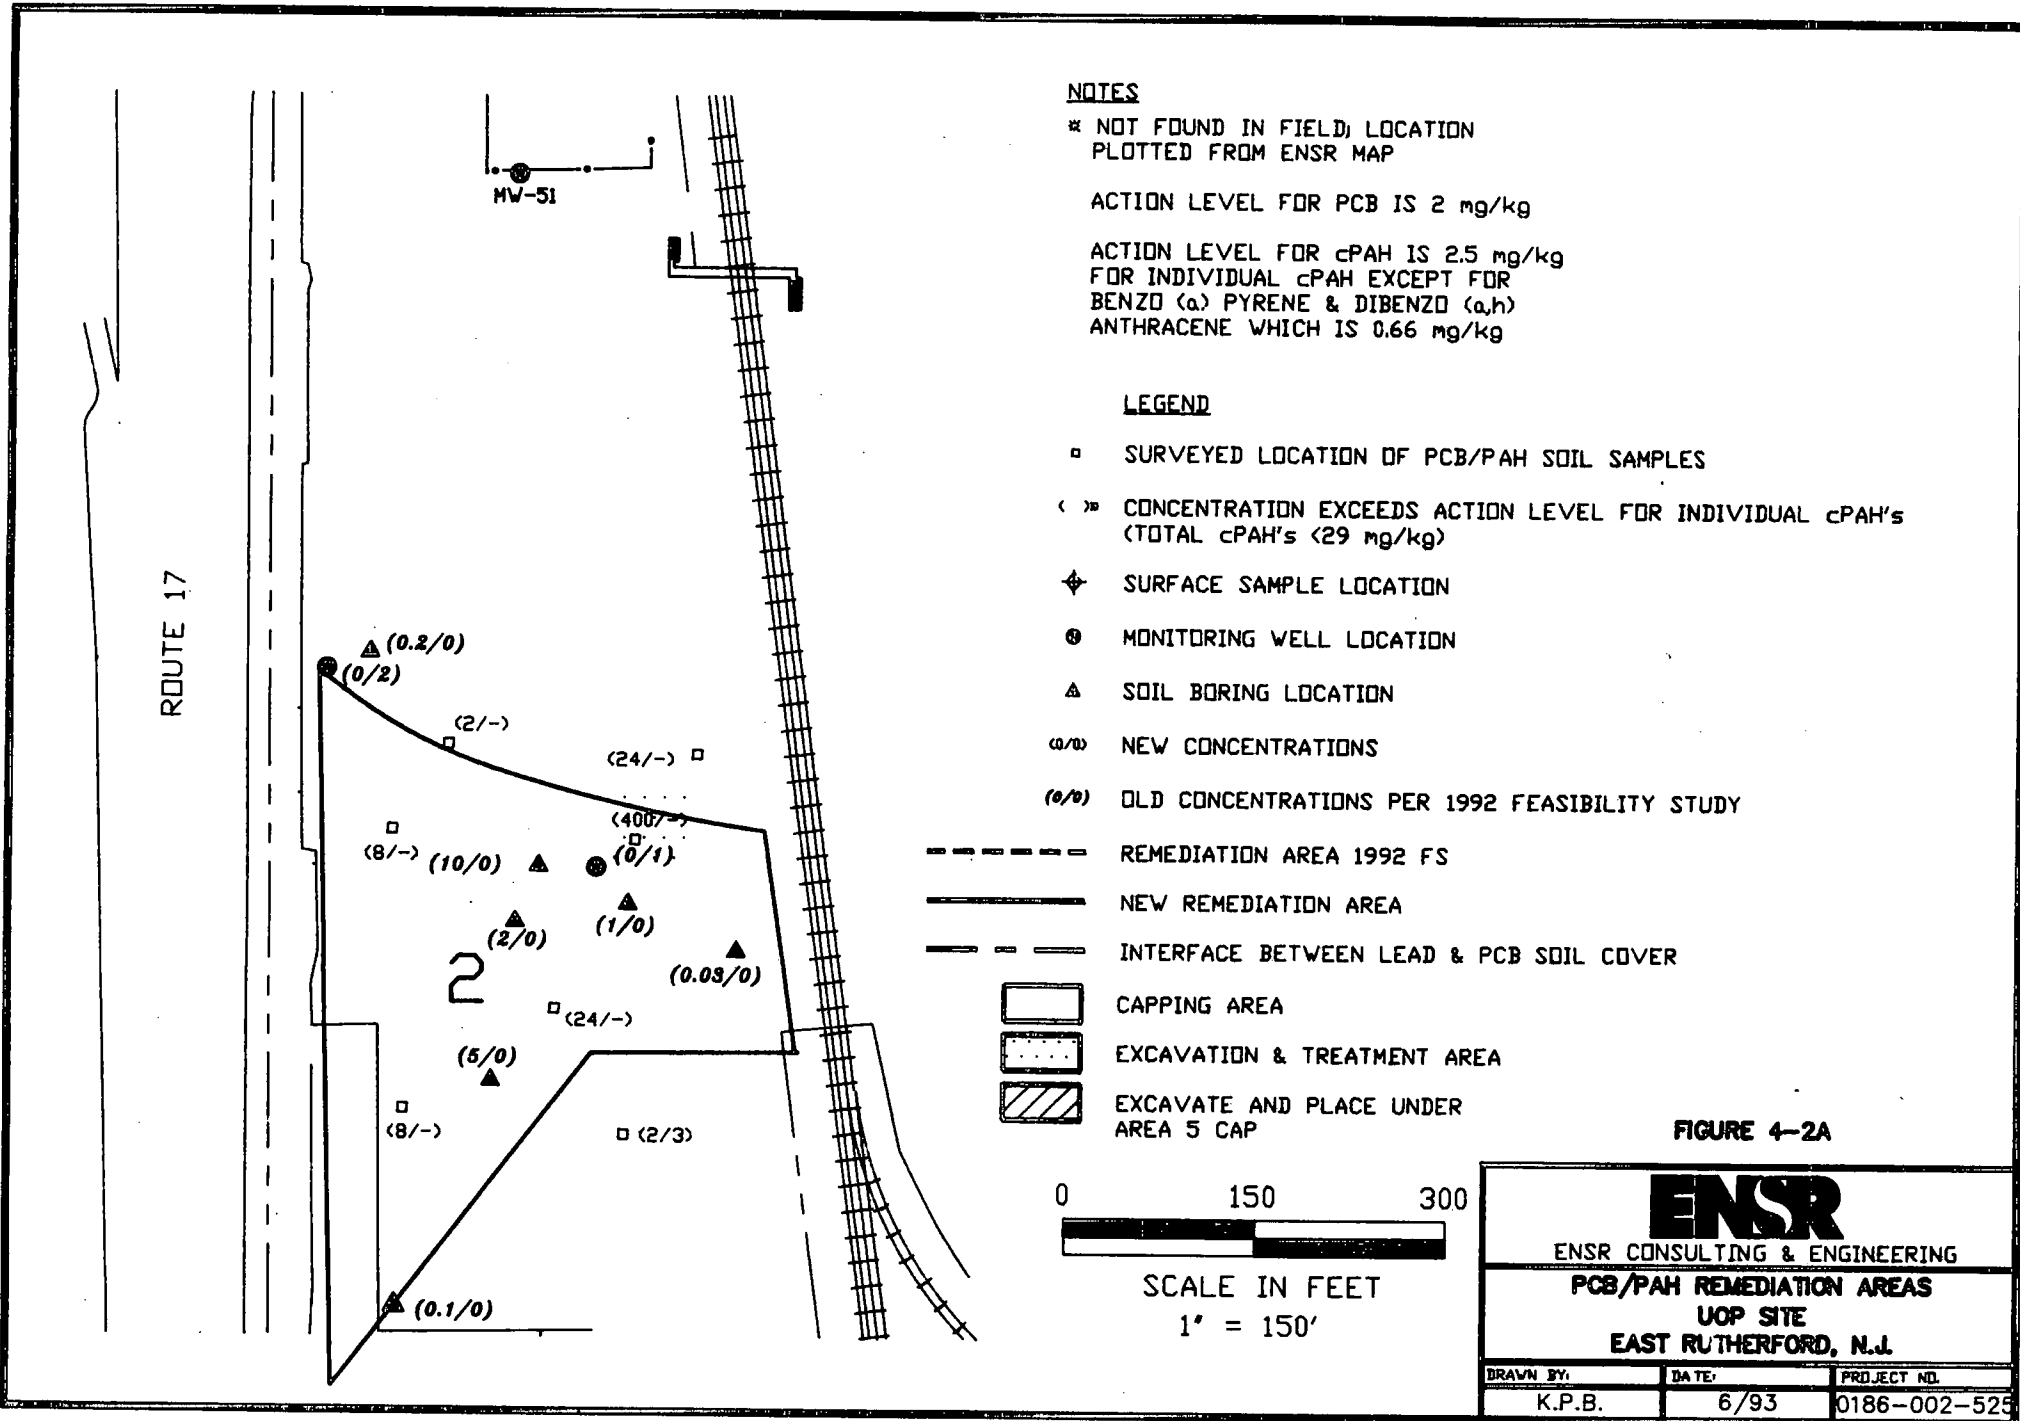 NOTES
* NOT FOUND IN FIELD; LOCATION
PLOTTED FROM ENSR MAP
ACTION LEVEL FOR PCB IS 2 mg/kg
ACTION LEVEL FOR cPAH IS 2.5 mg/kg
FOR INDIVIDUAL cPAH EXCEPT FOR
BENZO (a) PYRENE & DIBENZO (a,h)
ANTHRACENE WHICH IS 0.66 mg/kg
LEGEND
SURVEYED LOCATION OF PCB/PAH SOIL SAMPLES
CONCENTRATION EXCEEDS ACTION LEVEL FOR INDIVIDUAL cPAH's
(TOTAL cPAH's <29 mg/kg)
SURFACE SAMPLE LOCATION
MONITORING WELL LOCATION
SOIL BORING LOCATION
(0/0) NEW CONCENTRATIONS
(0/0) OLD CONCENTRATIONS PER 1992 FEASIBILITY STUDY
REMEDIATION AREA 1992 FS
NEW REMEDIATION AREA
INTERFACE BETWEEN LEAD & PCB SOIL COVER
CAPPING AREA
EXCAVATION & TREATMENT AREA
EXCAVATE AND PLACE UNDER
AREA 5 CAP
MW-5I
ROUTE 17
(0.2/0)
(0/2)
(2/-)
(24/-)
(400/-)
(8/-)
(10/0)
(0/1)
(2/0)
(1/0)
(0.03/0)
2
(24/-)
(5/0)
(8/-)
(2/3)
(0.1/0)
0 150 300
SCALE IN FEET
1" = 150'
FIGURE 4-2A
ENSR
ENSR CONSULTING & ENGINEERING
PCB/PAH REMEDIATION AREAS
UOP SITE
EAST RUTHERFORD, N.J.
DRAWN BY: DATE: PROJECT NO.
K.P.B. 6/93 0186-002-525